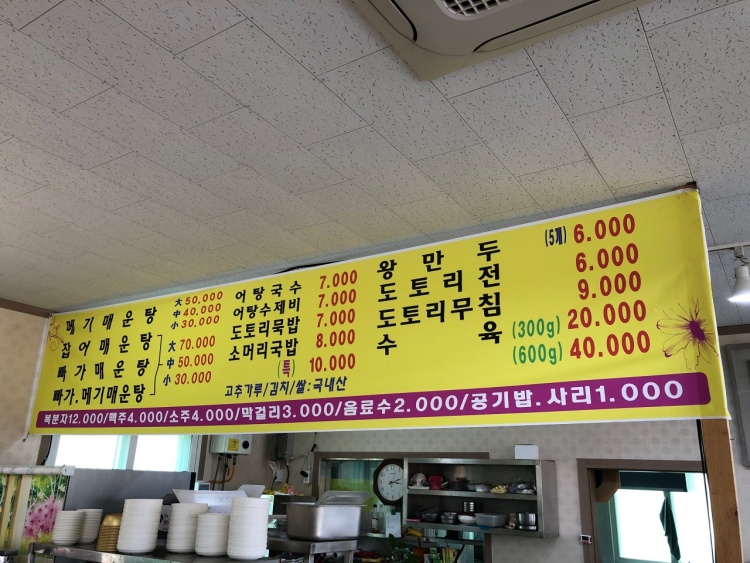 메기매운탕 大 50.000
中 40.000
小 30.000
잡어매운탕 大 70.000
빠가매운탕 中 50.000
빠가.메기매운탕 小 30.000
어탕국수 7.000
어탕수제비 7.000
도토리묵밥 7.000
소머리국밥 8.000
(특) 10.000
고추가루/김치/쌀:국내산
왕만두 (5개) 6.000
도토리전 6.000
도토리무침 9.000
수육 (300g) 20.000
(600g) 40.000
복분자12.000/맥주4.000/소주4.000/막걸리3.000/음료수2.000/공기밥.사리1.000